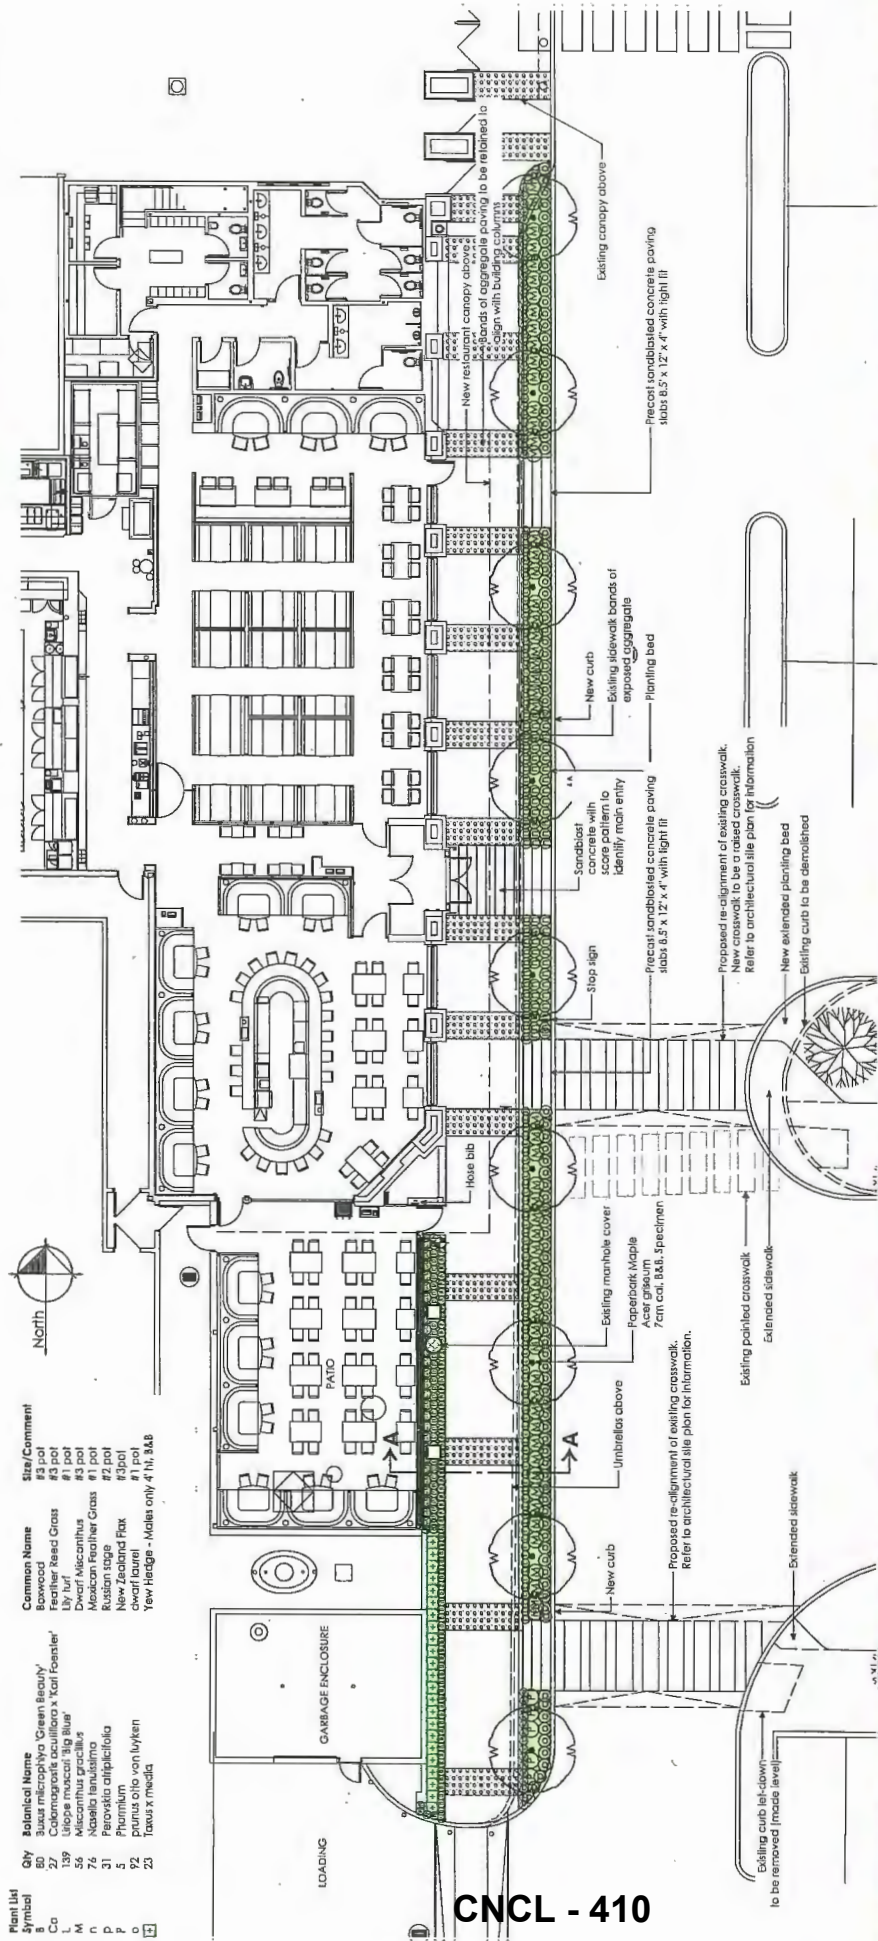 Plant List
Symbol Qty Botanical Name Common Name Size/Comment
B 80 Buxus microphlya 'Green Beauty' Boxwood #3 pot
Ca 27 Calamagrostis acutiflora x 'Karl Foerster' Feather Reed Grass #3 pot
L 139 Liriope muscari 'Big Blue' Lily turf #1 pot
M 56 Miscanthus gracillus Dwarf Miscanthus #3 pot
n 76 Nasella tenuissima Mexican Feather Grass #1 pot
p 31 Perovskia atriplicifolia Russian sage #2 pot
P 5 Phormium New Zealand Flax #3pot
o 92 prunus otto von luyken dwarf laurel #1 pot
+ 23 Taxus x media Yew Hedge - Males only 4' ht, B&B
North
LOADING
GARBAGE ENCLOSURE
PATIO
A
A
Hose bib
New restaurant canopy above
Bands of aggregate paving to be retained to
align with building columns
Existing canopy above
Precast sandblasted concrete paving
slabs 8.5' x 12" x 4" with tight fit
New curb
Existing sidewalk bands of
exposed aggregate
Planting bed
Sandblast
concrete with
score pattern to
identify main entry
Precast sandblasted concrete paving
slabs 8.5' x 12" x 4" with tight fit
Stop sign
Proposed re-alignment of existing crosswalk.
New crosswalk to be a raised crosswalk.
Refer to architectural site plan for information
New extended planting bed
Existing curb to be demolished
Existing manhole cover
Paperbark Maple
Acer griseum
7cm cal. B&B. Specimen
Existing painted crosswalk
Extended sidewalk
Umbrellas above
New curb
Proposed re-alignment of existing crosswalk.
Refer to architectural site plan for information.
Extended sidewalk
Existing curb let-down
to be removed (made level)
CNCL - 410